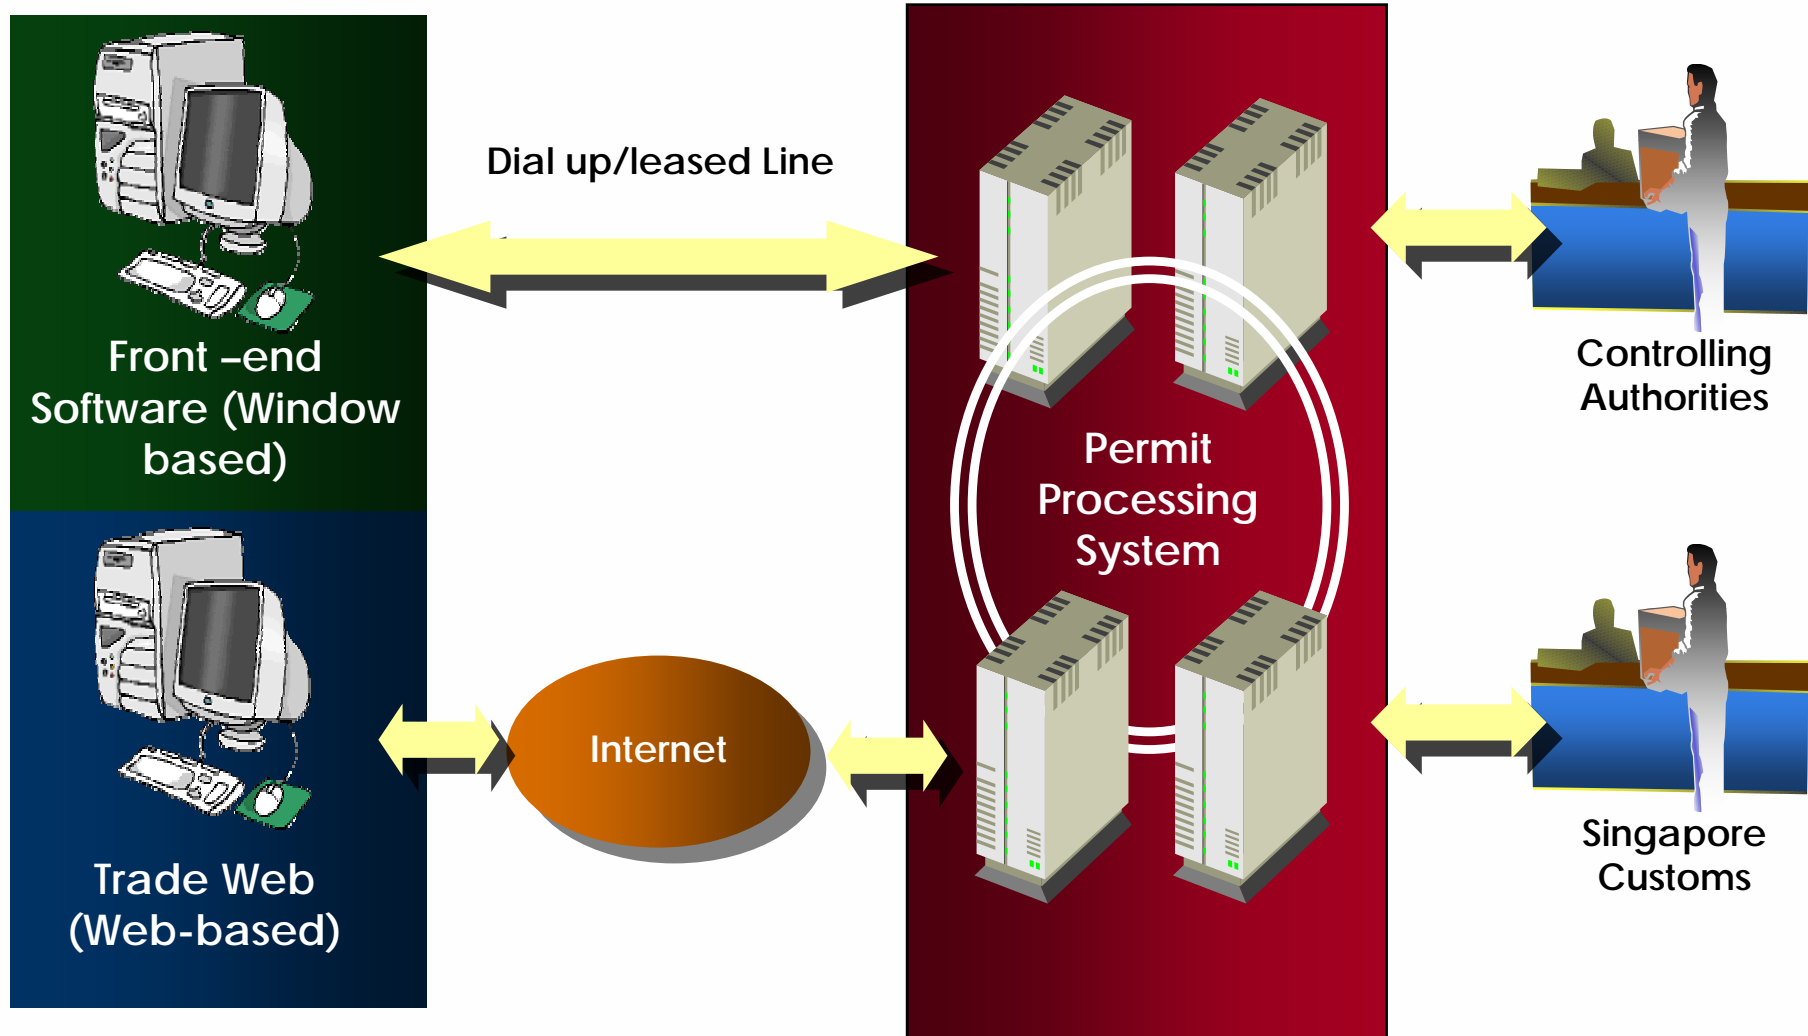 Dial up/leased Line
Front –end
Software (Window
based)
Trade Web
(Web-based)
Internet
Permit
Processing
System
Controlling
Authorities
Singapore
Customs